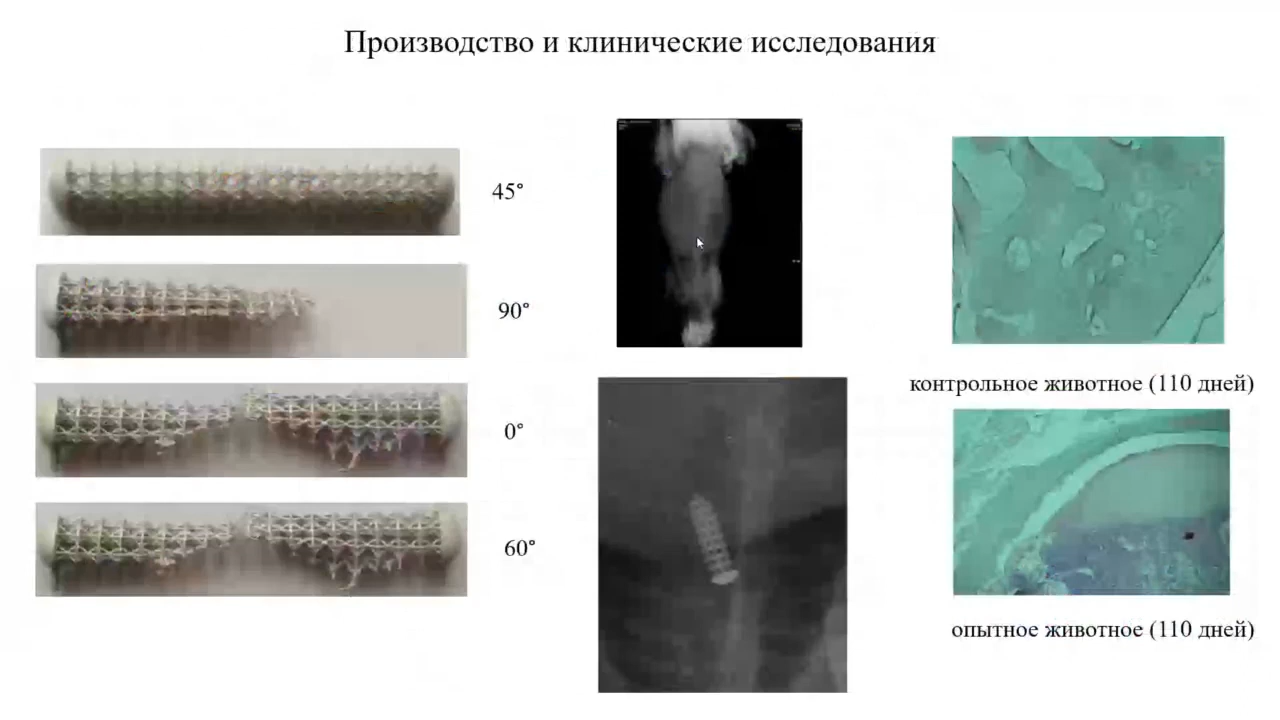 Производство и клинические исследования
45°
90°
0°
60°
контрольное животное (110 дней)
опытное животное (110 дней)